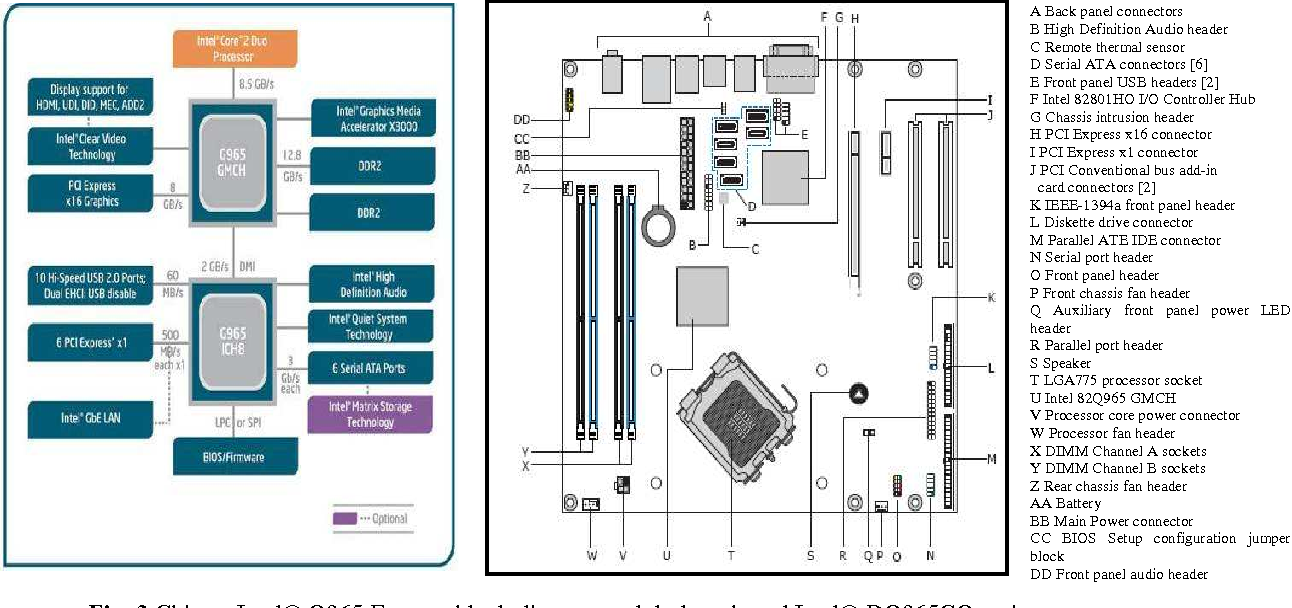 Intel® Core™2 Duo
Processor
8.5 GB/s
Display support for
HDMI, UDI, DID, MEC, ADD2
Intel® Clear Video
Technology
PCI Express
x16 Graphics
8
GB/s
G965
GMCH
Intel® Graphics Media
Accelerator X3000
12.8
GB/s
DDR2
DDR2
2 GB/s DMI
10 Hi-Speed USB 2.0 Ports;
Dual EHCI; USB disable
60
MB/s
6 PCI Express® x1
500
MB/s
each x1
Intel® GbE LAN
G965
ICH8
Intel® High
Definition Audio
Intel® Quiet System
Technology
3
Gb/s
each
6 Serial ATA Ports
Intel® Matrix Storage
Technology
LPC or SPI
BIOS/Firmware
--- Optional
A
F G H
DD
CC
BB
AA
Z
E
I
J
D
B
C
K
L
M
Y
X
W V U T S R Q P O N
A Back panel connectors
B High Definition Audio header
C Remote thermal sensor
D Serial ATA connectors [6]
E Front panel USB headers [2]
F Intel 82801HO I/O Controller Hub
G Chassis intrusion header
H PCI Express x16 connector
I PCI Express x1 connector
J PCI Conventional bus add-in
card connectors [2]
K IEEE-1394a front panel header
L Diskette drive connector
M Parallel ATE IDE connector
N Serial port header
O Front panel header
P Front chassis fan header
Q Auxiliary front panel power LED
header
R Parallel port header
S Speaker
T LGA775 processor socket
U Intel 82Q965 GMCH
V Processor core power connector
W Processor fan header
X DIMM Channel A sockets
Y DIMM Channel B sockets
Z Rear chassis fan header
AA Battery
BB Main Power connector
CC BIOS Setup configuration jumper
block
DD Front panel audio header